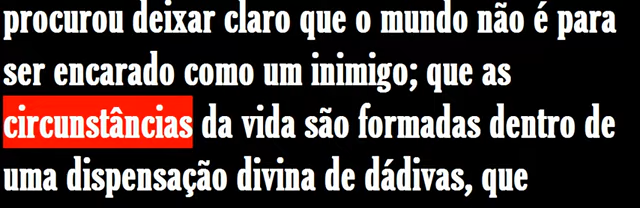 procurou deixar claro que o mundo não é para
ser encarado como um inimigo; que as
circunstâncias da vida são formadas dentro de
uma dispensação divina de dádivas, que